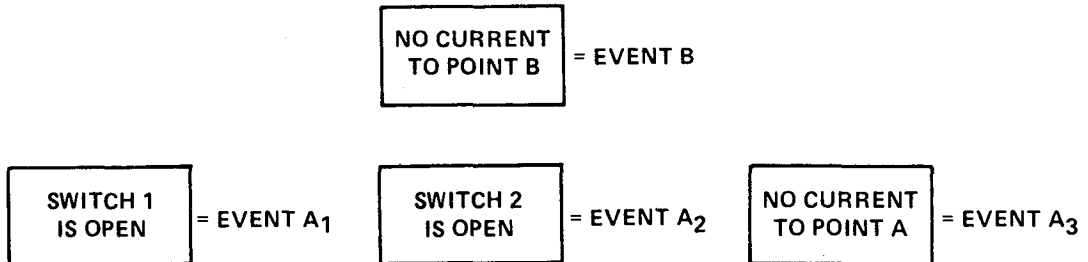 NO CURRENT
TO POINT B
= EVENT B
SWITCH 1
IS OPEN
= EVENT A1
SWITCH 2
IS OPEN
= EVENT A2
NO CURRENT
TO POINT A
= EVENT A3